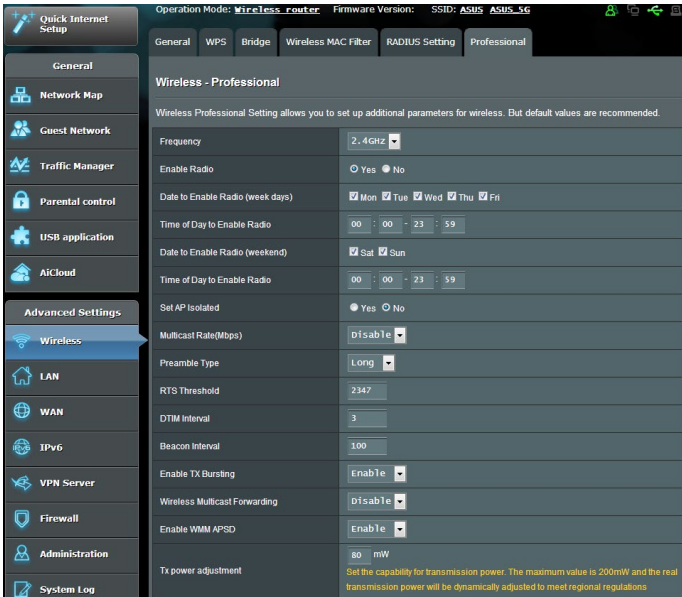 Quick Internet
Setup
General
Network Map
Guest Network
Traffic Manager
Parental control
USB application
AiCloud
Advanced Settings
Wireless
LAN
WAN
IPv6
VPN Server
Firewall
Administration
System Log
Operation Mode: Wireless router Firmware Version: SSID: ASUS ASUS_5G
General WPS Bridge Wireless MAC Filter RADIUS Setting Professional
Wireless - Professional
Wireless Professional Setting allows you to set up additional parameters for wireless. But default values are recommended.
Frequency 2.4GHz
Enable Radio Yes No
Date to Enable Radio (week days) Mon Tue Wed Thu Fri
Time of Day to Enable Radio 00 : 00 - 23 : 59
Date to Enable Radio (weekend) Sat Sun
Time of Day to Enable Radio 00 : 00 - 23 : 59
Set AP Isolated Yes No
Multicast Rate(Mbps) Disable
Preamble Type Long
RTS Threshold 2347
DTIM Interval 3
Beacon Interval 100
Enable TX Bursting Enable
Wireless Multicast Forwarding Disable
Enable WMM APSD Enable
Tx power adjustment 80 mW
Set the capability for transmission power. The maximum value is 200mW and the real
transmission power will be dynamically adjusted to meet regional regulations